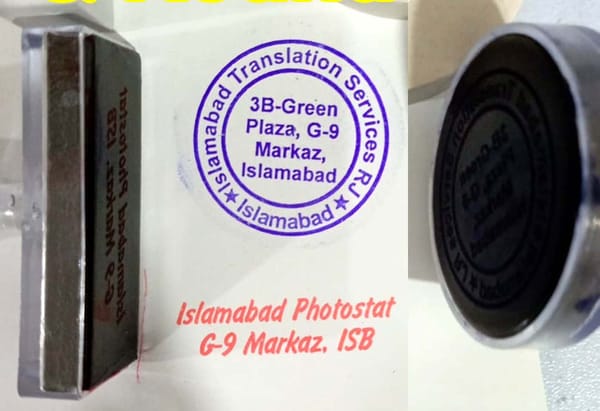 Islamabad Translation Services RJ
3B-Green
Plaza, G-9
Markaz,
Islamabad
★ Islamabad ★
Islamabad Photostat
G-9 Markaz. ISB